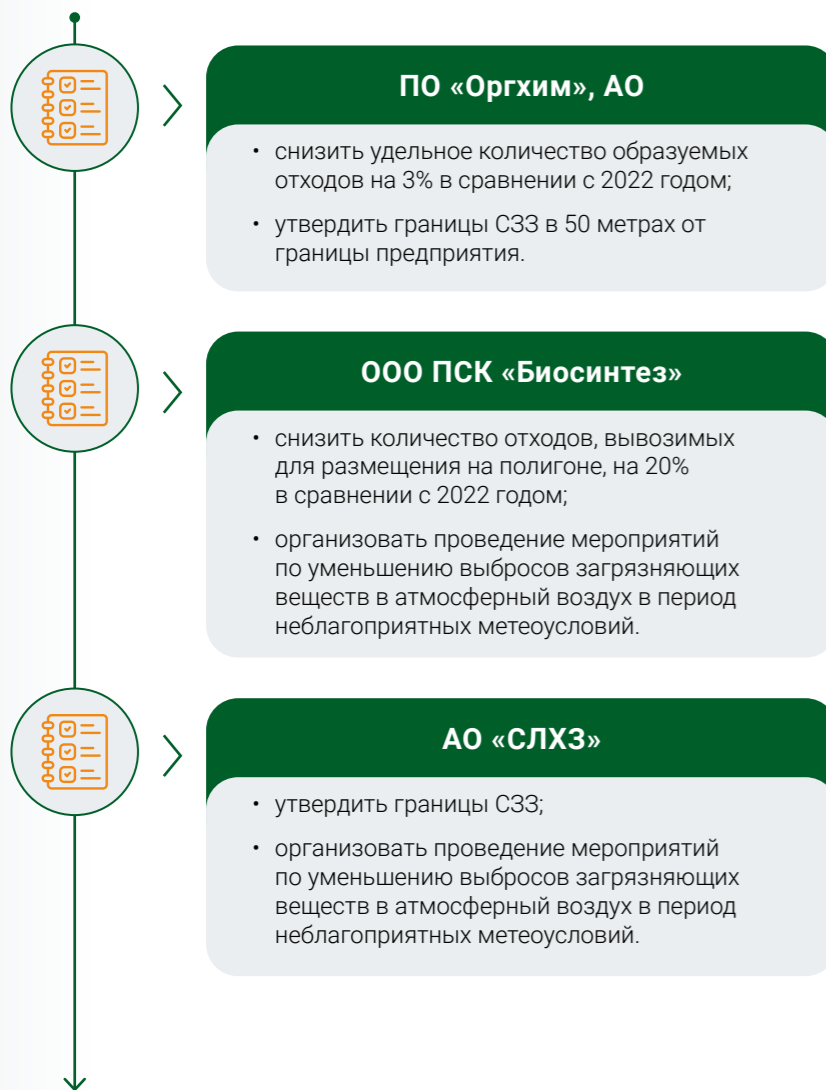 ПО «Оргхим», АО
• снизить удельное количество образуемых
отходов на 3% в сравнении с 2022 годом;
• утвердить границы СЗЗ в 50 метрах от
границы предприятия.
ООО ПСК «Биосинтез»
• снизить количество отходов, вывозимых
для размещения на полигоне, на 20%
в сравнении с 2022 годом;
• организовать проведение мероприятий
по уменьшению выбросов загрязняющих
веществ в атмосферный воздух в период
неблагоприятных метеоусловий.
АО «СЛХЗ»
• утвердить границы СЗЗ;
• организовать проведение мероприятий
по уменьшению выбросов загрязняющих
веществ в атмосферный воздух в период
неблагоприятных метеоусловий.